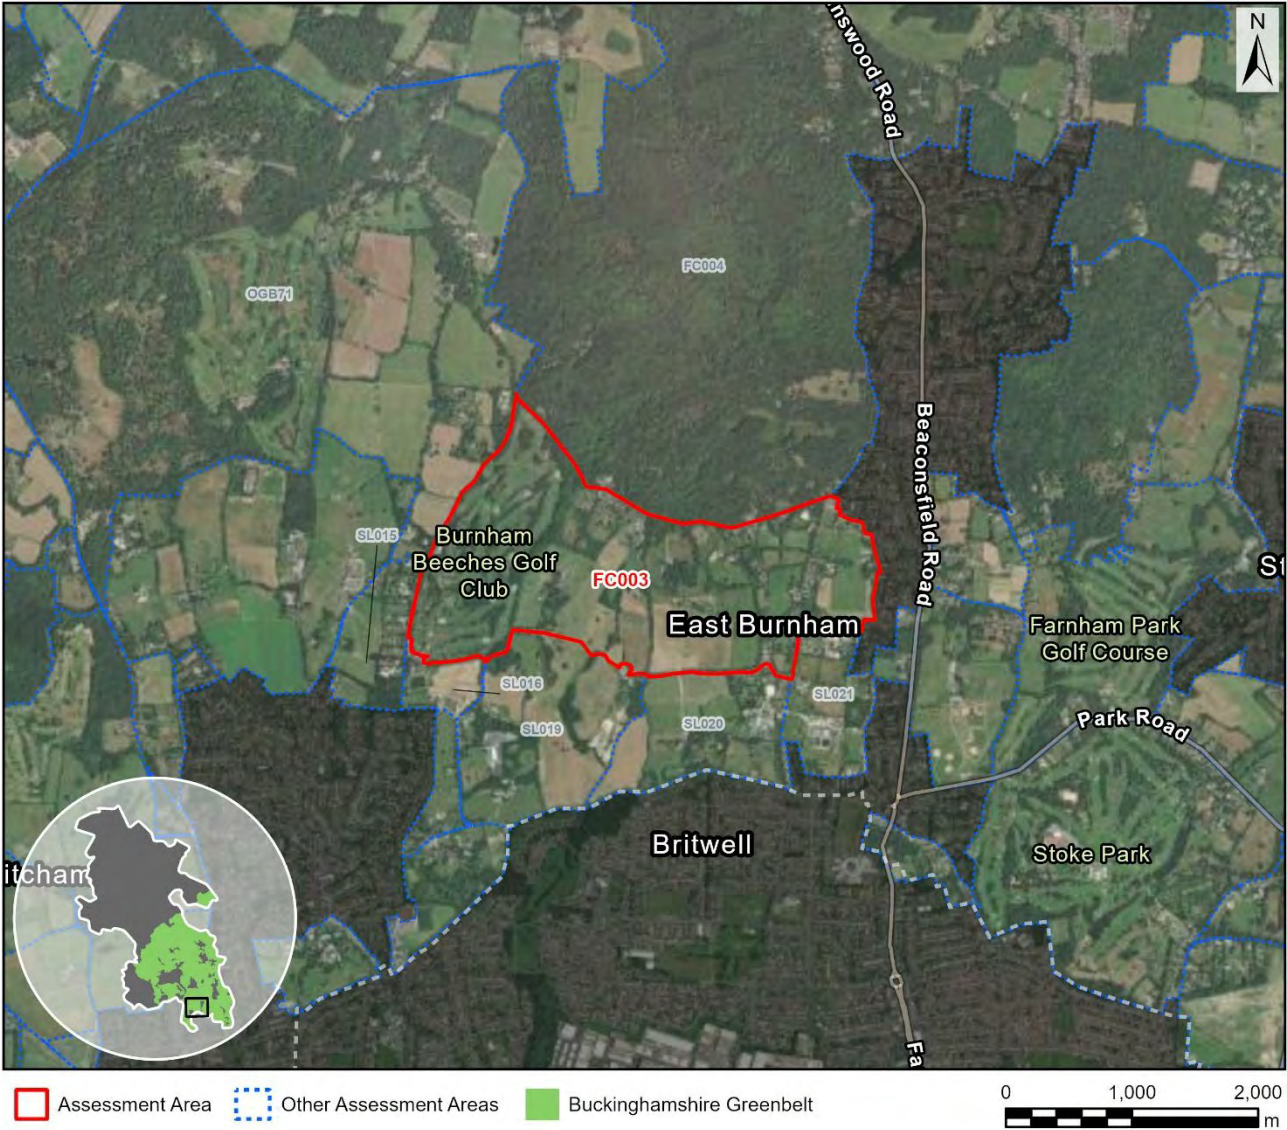 N
nswood Road
FC004
OGB71
Beaconsfield Road
SL015
Burnham
Beeches Golf
Club
FC003
East Burnham
Farnham Park
Golf Course
St
SL016
SL021
SL019
SL020
Park Road
Britwell
Stoke Park
itcham
Fa
Assessment Area
Other Assessment Areas
Buckinghamshire Greenbelt
0 1,000 2,000
m